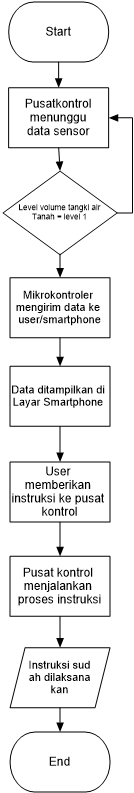 Start
Pusatkontrol
menunggu
data sensor
Level volume tangki air
Tanah = level 1
Mikrokontroler
mengirim data ke
user/smartphone
Data ditampilkan di
Layar Smartphone
User
memberikan
instruksi ke pusat
kontrol
Pusat kontrol
menjalankan
proses instruksi
Instruksi sud
ah dilaksana
kan
End